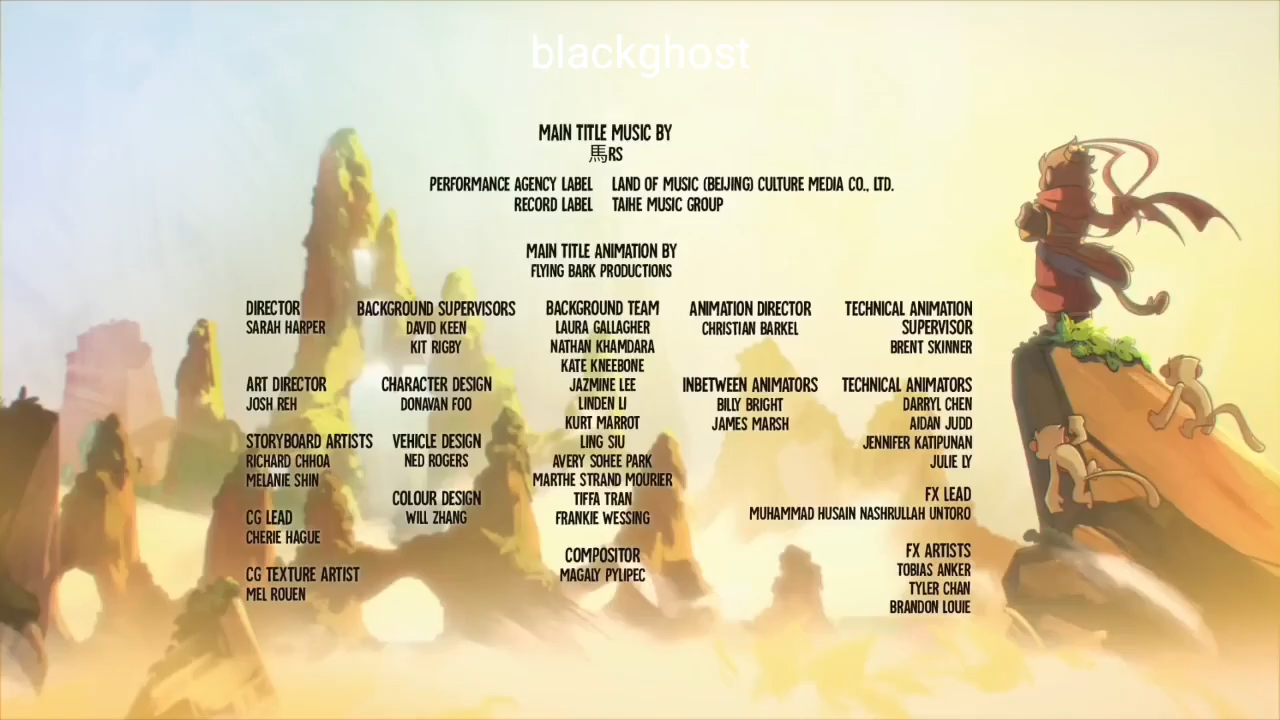 blackghost
MAIN TITLE MUSIC BY
馬RS
PERFORMANCE AGENCY LABEL LAND OF MUSIC (BEIJING) CULTURE MEDIA CO., LTD.
RECORD LABEL TAIHE MUSIC GROUP
MAIN TITLE ANIMATION BY
FLYING BARK PRODUCTIONS
DIRECTOR
SARAH HARPER
ART DIRECTOR
JOSH REH
STORYBOARD ARTISTS
RICHARD CHHOA
MELANIE SHIN
CG LEAD
CHERIE HAGUE
CG TEXTURE ARTIST
MEL ROUEN
BACKGROUND SUPERVISORS
DAVID KEEN
KIT RIGBY
CHARACTER DESIGN
DONAVAN FOO
VEHICLE DESIGN
NED ROGERS
COLOUR DESIGN
WILL ZHANG
BACKGROUND TEAM
LAURA GALLAGHER
NATHAN KHAMDARA
KATE KNEEBONE
JAZMINE LEE
LINDEN LI
KURT MARROT
LING SIU
AVERY SOHEE PARK
MARTHE STRAND MOURIER
TIFFA TRAN
FRANKIE WESSING
COMPOSITOR
MAGALY PYLIPEC
ANIMATION DIRECTOR
CHRISTIAN BARKEL
INBETWEEN ANIMATORS
BILLY BRIGHT
JAMES MARSH
TECHNICAL ANIMATION
SUPERVISOR
BRENT SKINNER
TECHNICAL ANIMATORS
DARRYL CHEN
AIDAN JUDD
JENNIFER KATIPUNAN
JULIE LY
FX LEAD
MUHAMMAD HUSAIN NASHRULLAH UNTORO
FX ARTISTS
TOBIAS ANKER
TYLER CHAN
BRANDON LOUIE